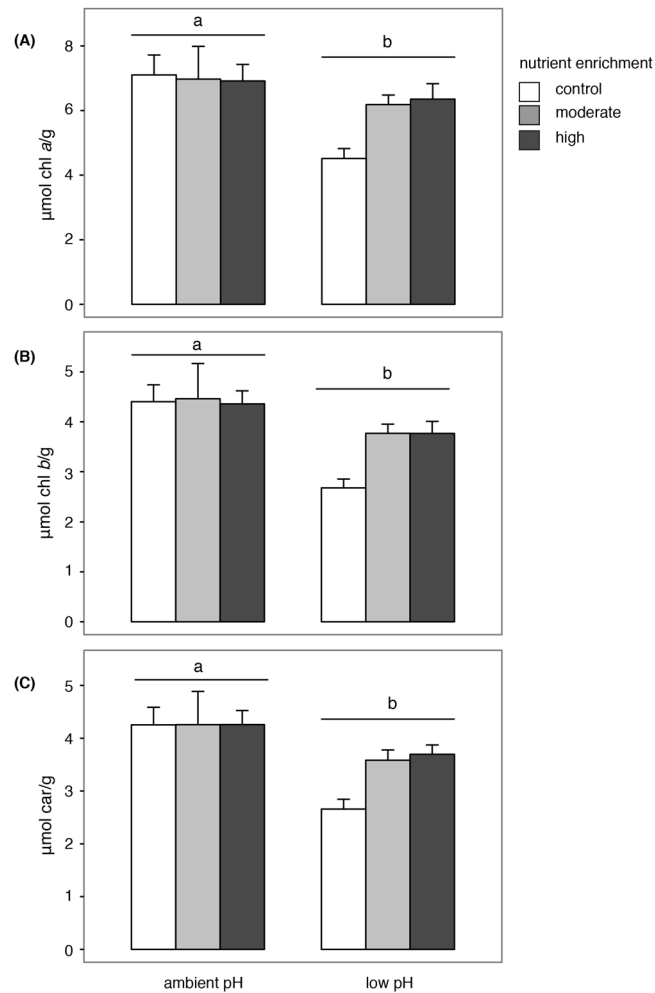 (A)
a
b
nutrient enrichment
control
moderate
high
8
6
4
2
0
µmol chl a/g
(B)
a
b
5
4
3
2
1
0
µmol chl b/g
(C)
a
b
5
4
3
2
1
0
µmol car/g
ambient pH
low pH